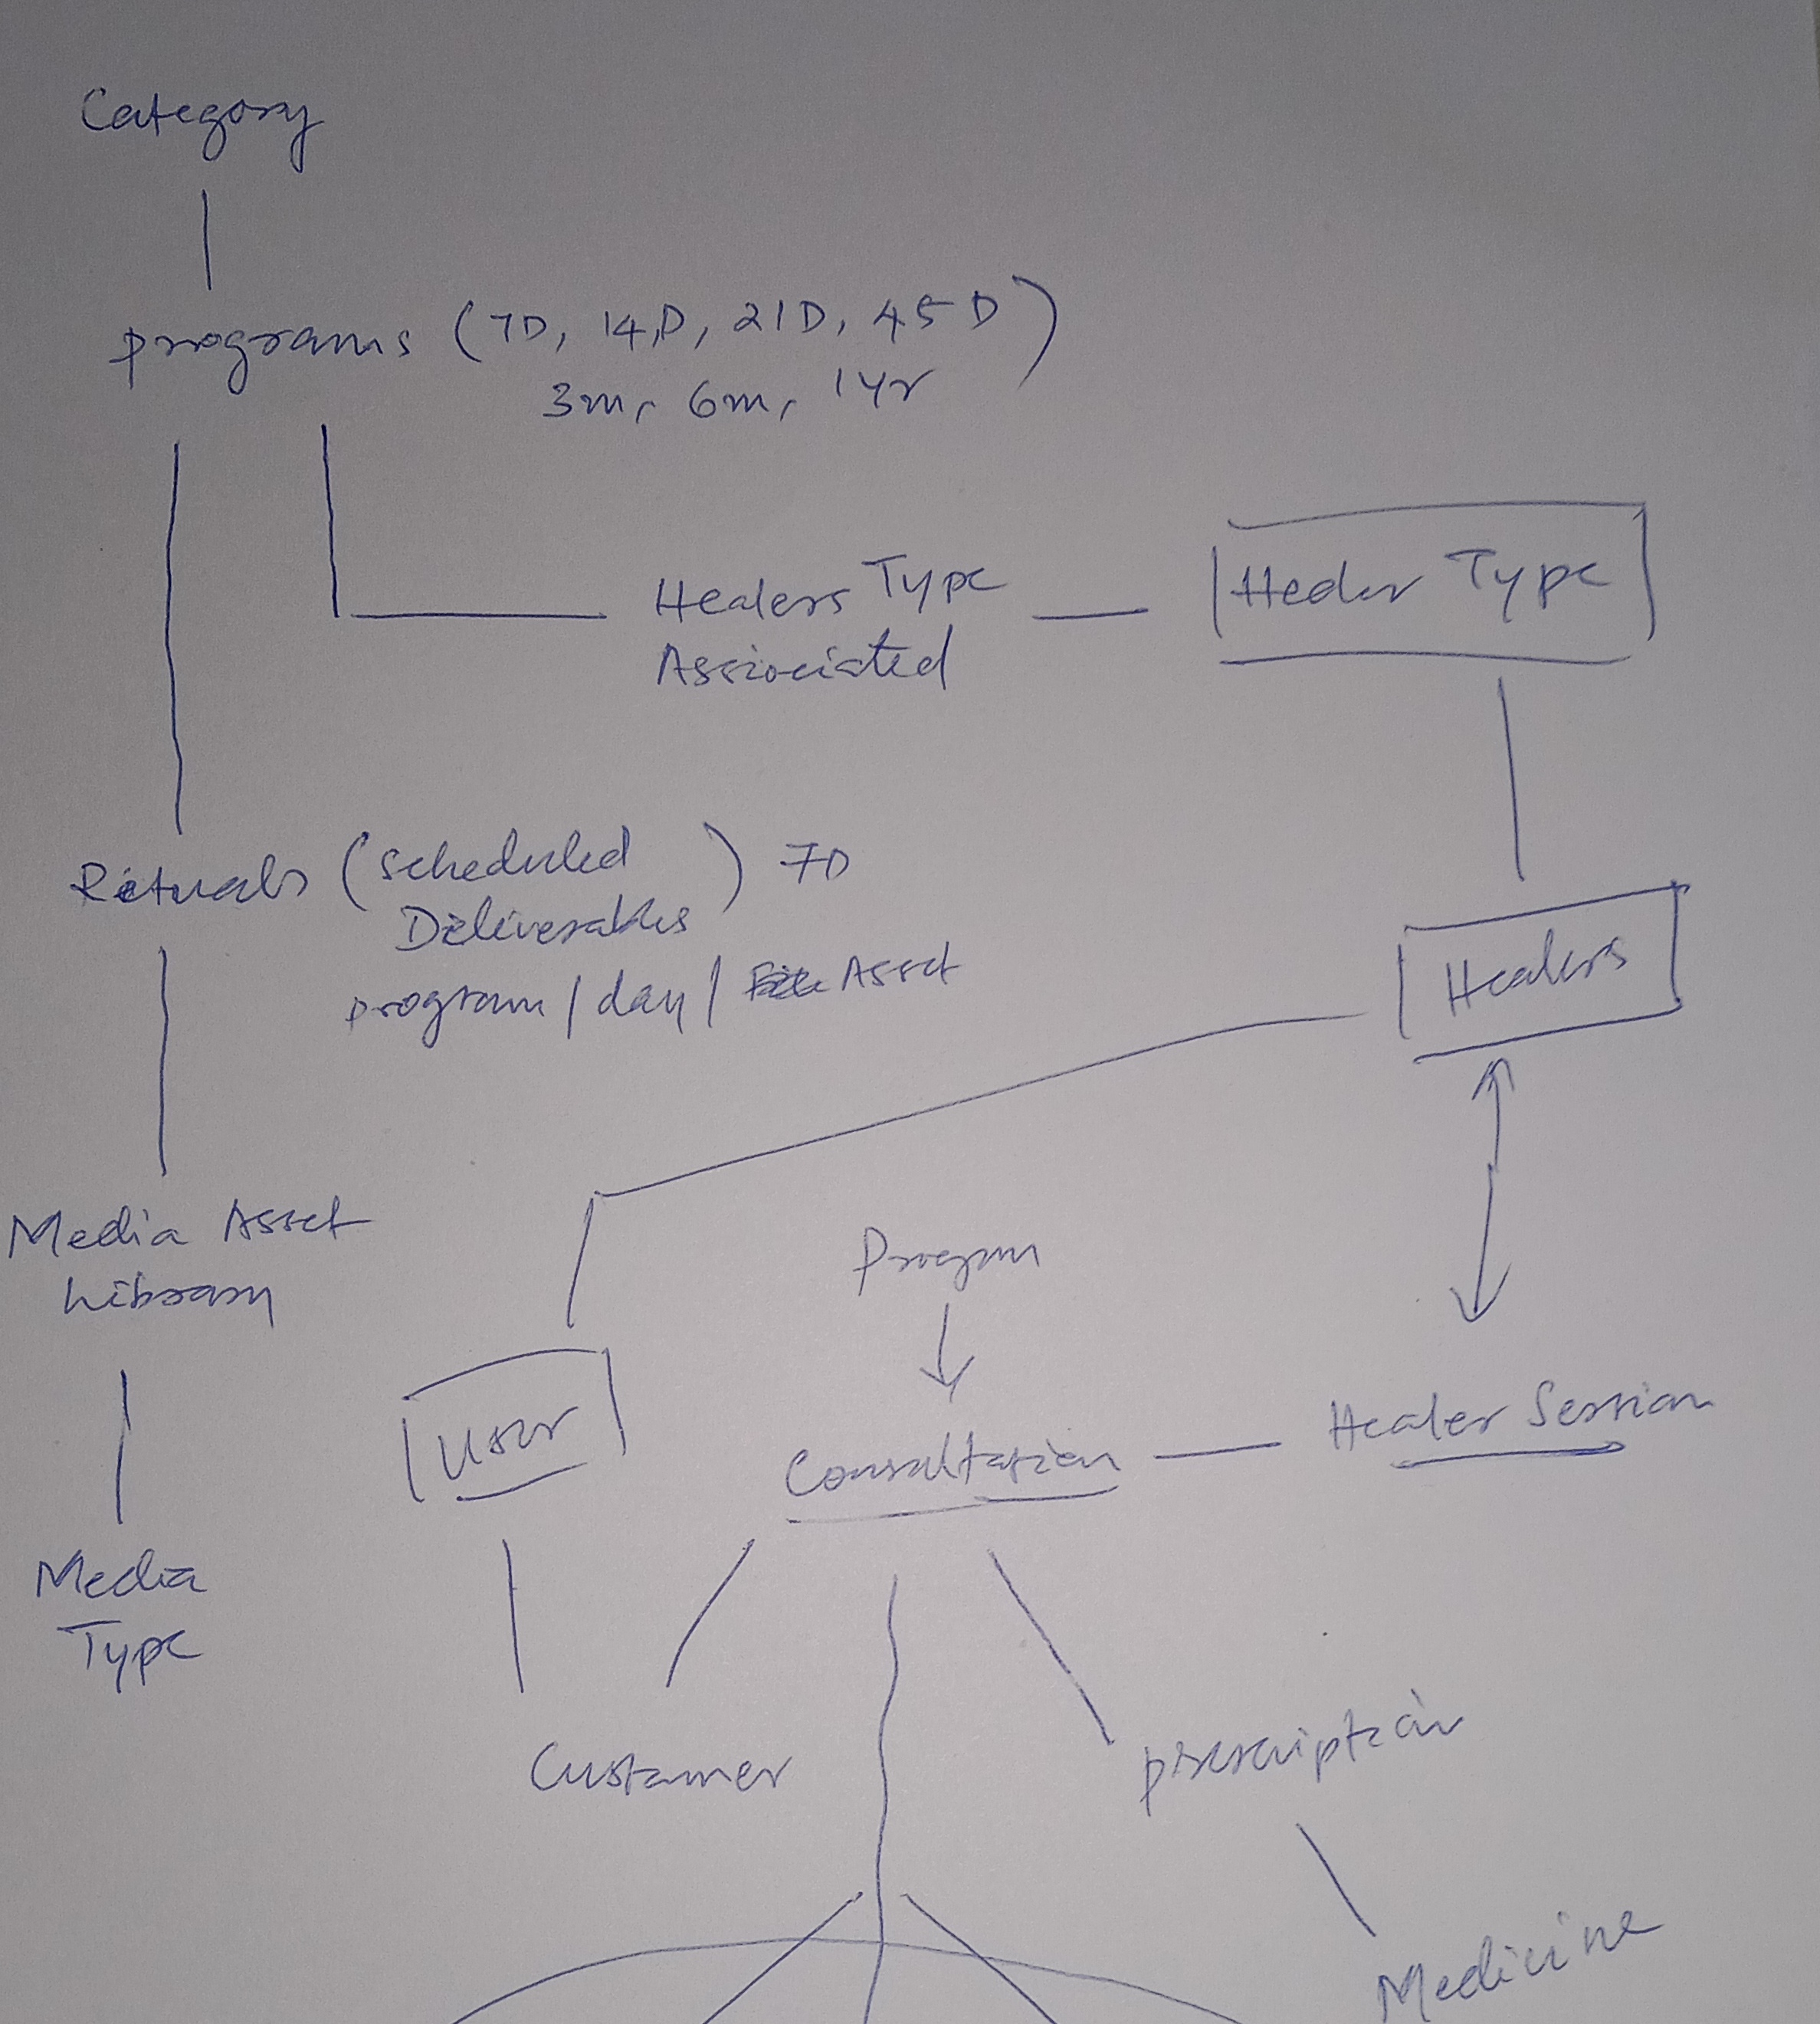 Category
programs (7D, 14D, 21D, 45D)
3m, 6m, 1yr
Healers Type
Associated
Healer Type
Rituals (scheduled
Deliverables) 7D
program / day / Asset
Healers
Media Asset
Library
Program
User
Consultation
Healer Session
Media
Type
Customer
prescription
Medicine